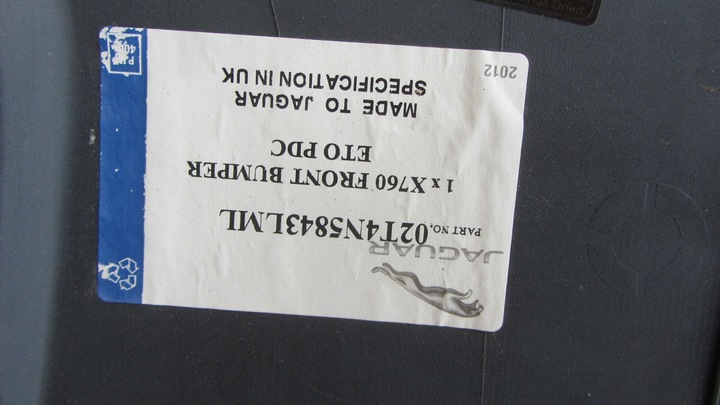 JAGUAR
PART NO. 02T4N5843LML
1 x X760 FRONT BUMPER
ETO PDC
MADE TO JAGUAR
SPECIFICATION IN UK
2012